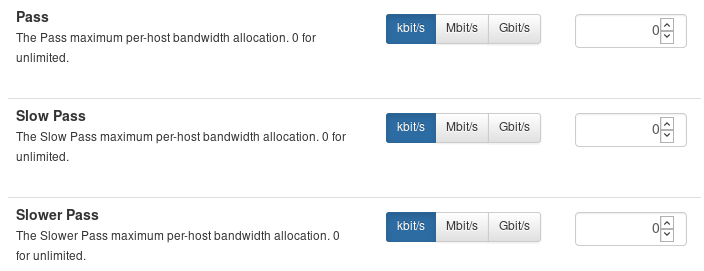 Pass
The Pass maximum per-host bandwidth allocation. 0 for
unlimited.
kbit/s Mbit/s Gbit/s
0
Slow Pass
The Slow Pass maximum per-host bandwidth allocation. 0 for
unlimited.
kbit/s Mbit/s Gbit/s
0
Slower Pass
The Slower Pass maximum per-host bandwidth allocation. 0
for unlimited.
kbit/s Mbit/s Gbit/s
0